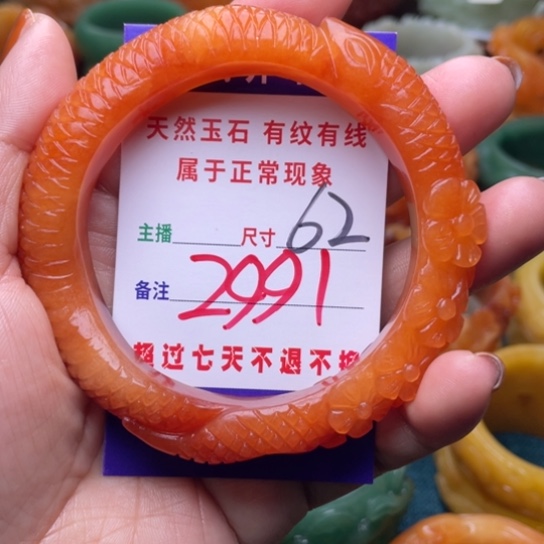 天然玉石 有纹有线
属于正常现象
主播 尺寸 62
备注 2991
超过七天不退不换